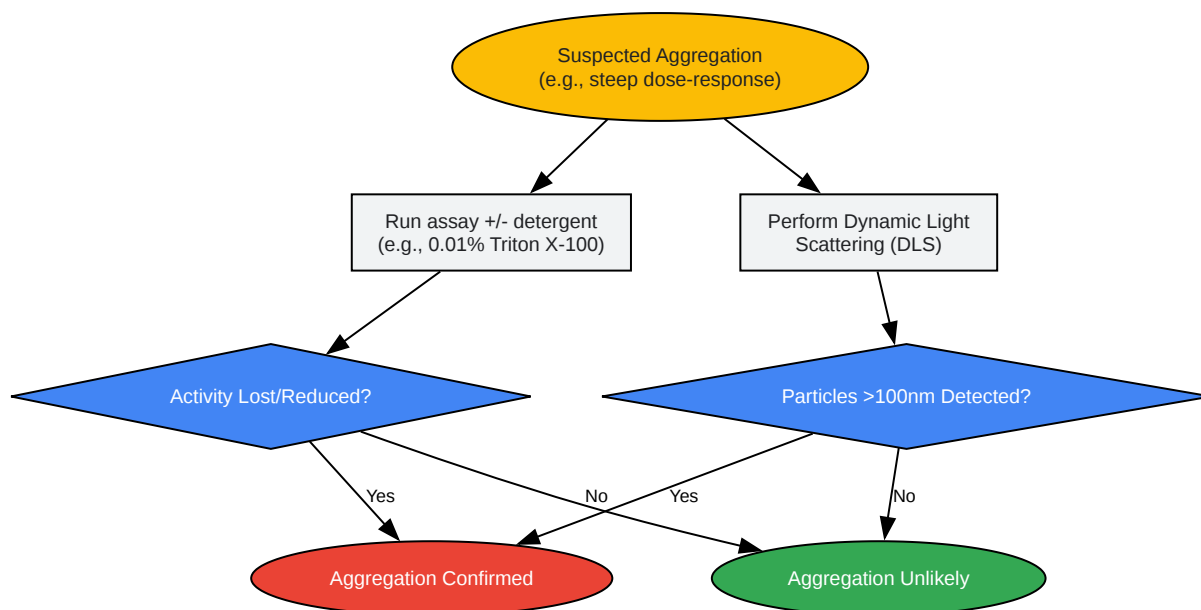 Suspected Aggregation
(e.g., steep dose-response)
Run assay +/- detergent
(e.g., 0.01% Triton X-100)
Perform Dynamic Light
Scattering (DLS)
Activity Lost/Reduced?
Particles >100nm Detected?
Yes
No
Yes
No
Aggregation Confirmed
Aggregation Unlikely